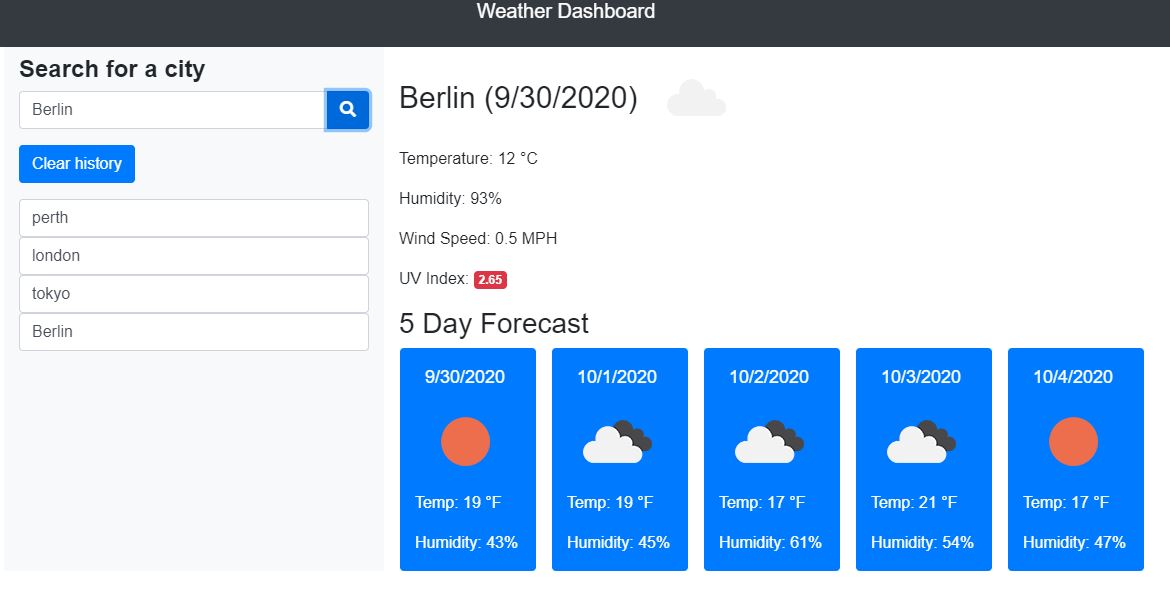 Weather Dashboard
Search for a city
Berlin
Clear history
perth
london
tokyo
Berlin
Berlin (9/30/2020)
Temperature: 12 °C
Humidity: 93%
Wind Speed: 0.5 MPH
UV Index: 2.65
5 Day Forecast
9/30/2020
Temp: 19 °F
Humidity: 43%
10/1/2020
Temp: 19 °F
Humidity: 45%
10/2/2020
Temp: 17 °F
Humidity: 61%
10/3/2020
Temp: 21 °F
Humidity: 54%
10/4/2020
Temp: 17 °F
Humidity: 47%